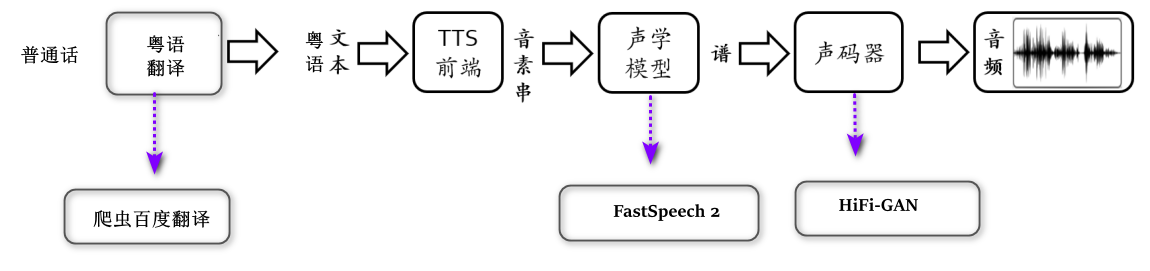 普通话
粤语
翻译
粤语
文本
TTS
前端
音素串
声学
模型
谱
声码器
音频
爬虫百度翻译
FastSpeech 2
HiFi-GAN